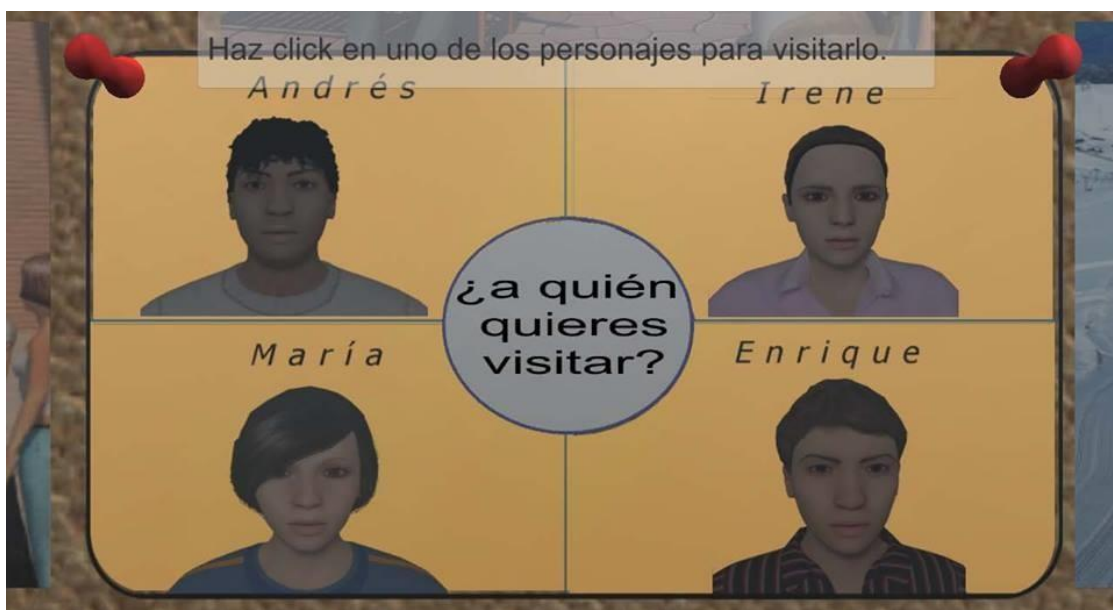 Haz click en uno de los personajes para visitarlo.
Andrés
Irene
¿a quién
quieres
visitar?
María
Enrique